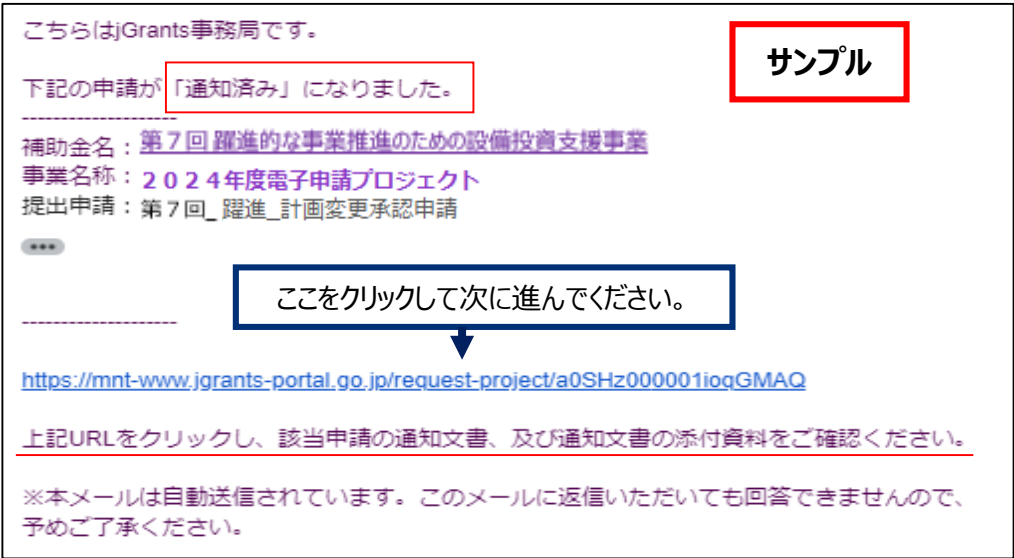 こちらはjGrants事務局です。
サンプル
下記の申請が「通知済み」になりました。
--------------------
補助金名：第７回 躍進的な事業推進のための設備投資支援事業
事業名称：２０２４年度電子申請プロジェクト
提出申請：第７回_ 躍進_計画変更承認申請
•••
ここをクリックして次に進んでください。
--------------------
https://mnt-www.jgrants-portal.go.jp/request-project/a0SHz000001ioqGMAQ
上記URLをクリックし、該当申請の通知文書、及び通知文書の添付資料をご確認ください。
※本メールは自動送信されています。このメールに返信いただいても回答できませんので、
予めご了承ください。